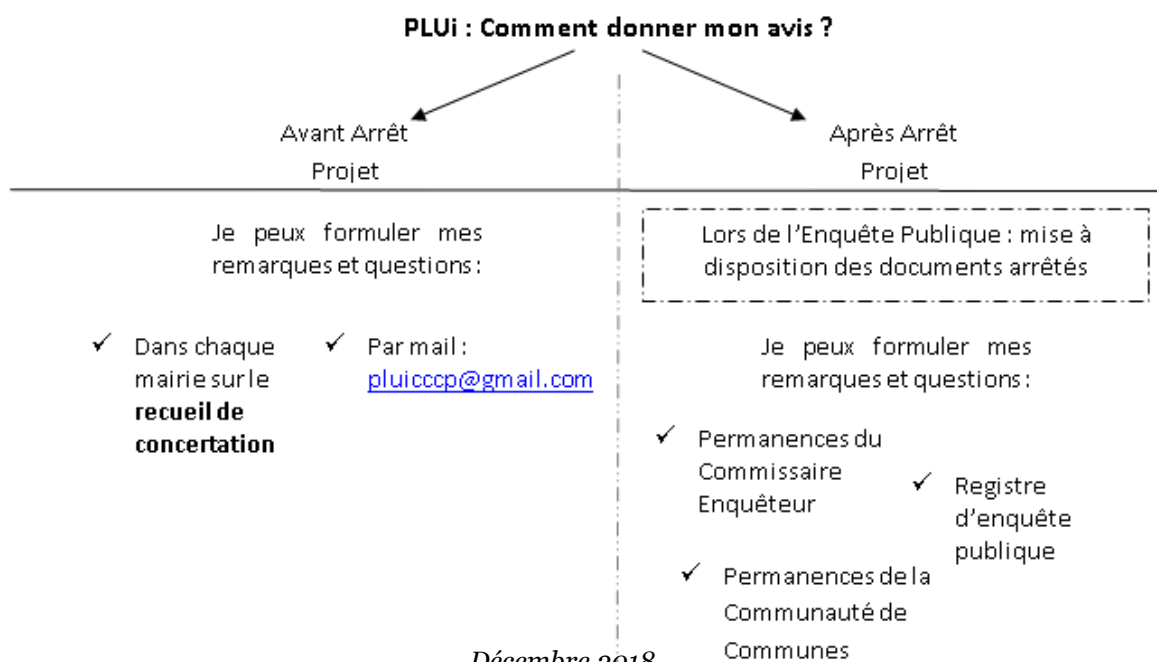 PLUi : Comment donner mon avis ?
Avant Arrêt
Projet
Je peux formuler mes
remarques et questions :
Dans chaque
mairie sur le
recueil de
concertation
Par mail :
pluicccp@gmail.com
Après Arrêt
Projet
Lors de l'Enquête Publique : mise à
disposition des documents arrêtés
Je peux formuler mes
remarques et questions :
Permanences du
Commissaire
Enquêteur
Registre
d'enquête
publique
Permanences de la
Communauté de
Communes
Décembre 2018